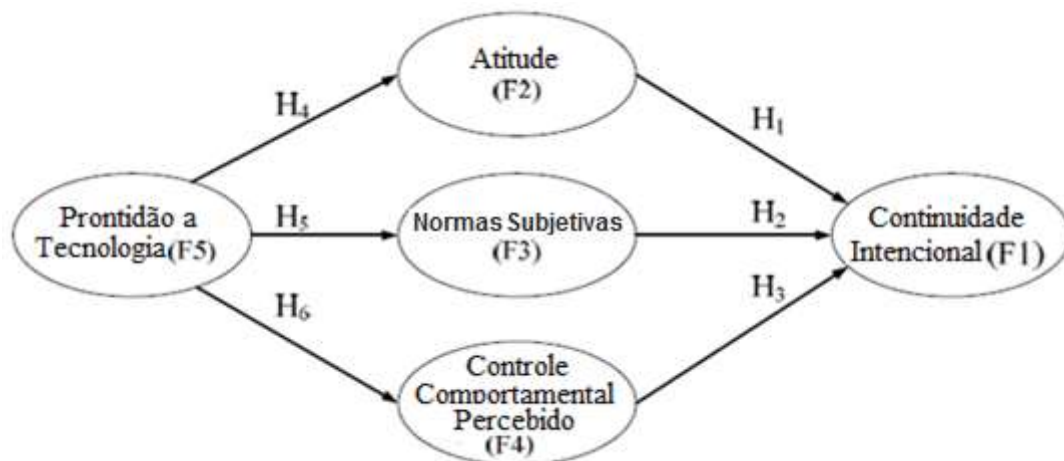 Atitude
(F2)
H4
H1
Prontidão a
Tecnologia(F5)
H5
Normas Subjetivas
(F3)
H2
Continuidade
Intencional (F1)
H6
H3
Controle
Comportamental
Percebido
(F4)